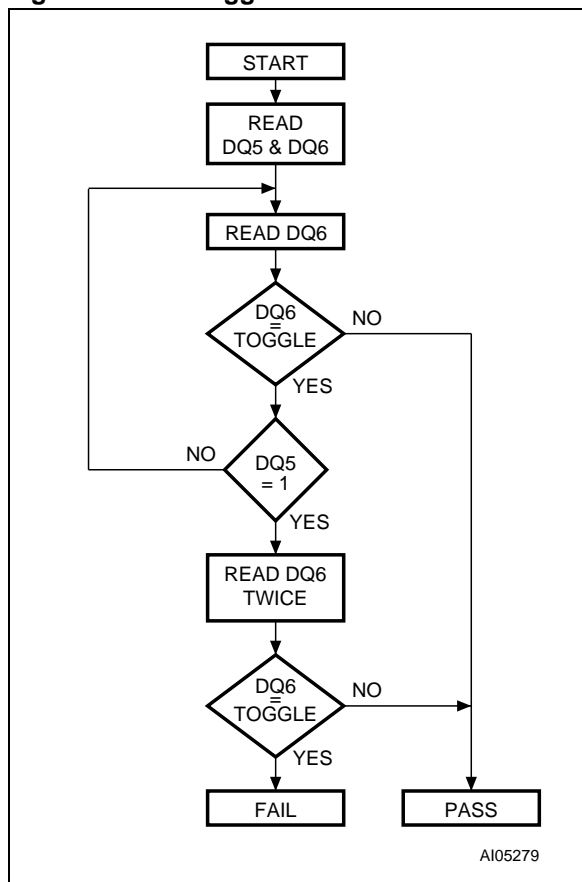 START
READ
DQ5 & DQ6
READ DQ6
DQ6
=
TOGGLE
NO
YES
NO
DQ5
= 1
YES
READ DQ6
TWICE
DQ6
=
TOGGLE
NO
YES
FAIL
PASS
AI05279